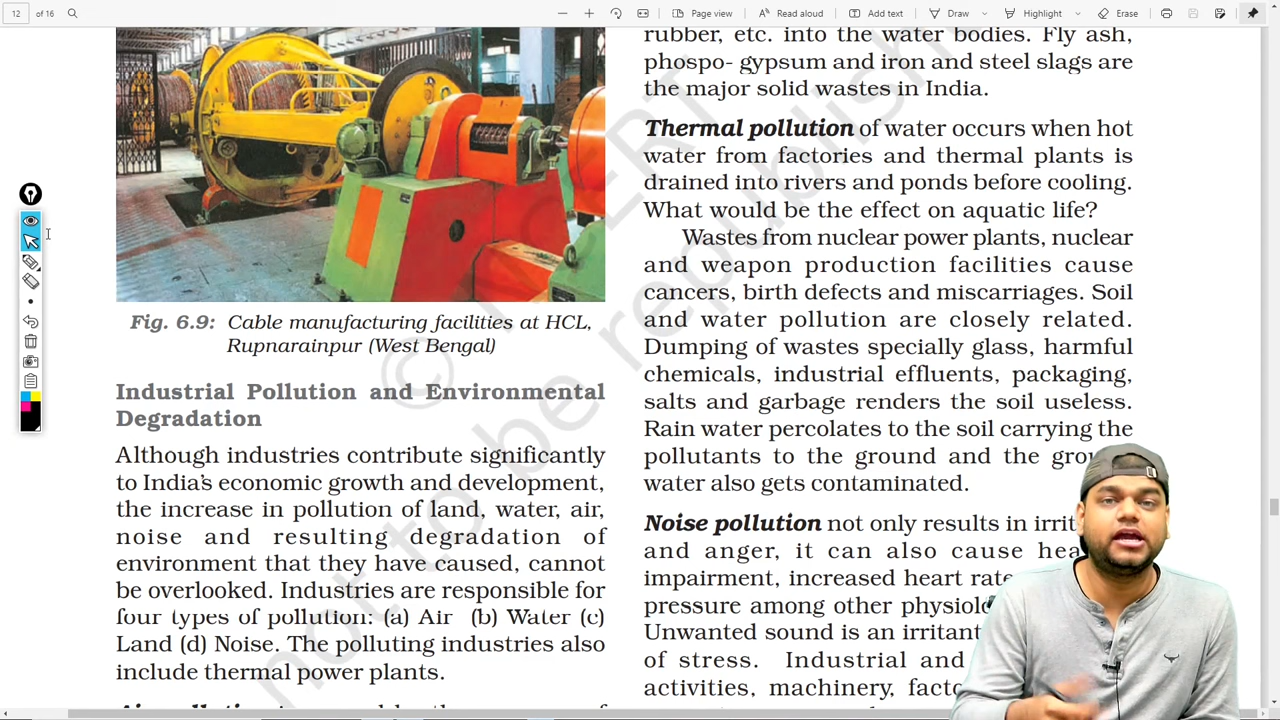 12 of 16
Page view
Read aloud
Add text
Draw
Highlight
Erase
Fig. 6.9: Cable manufacturing facilities at HCL,
Rupnarainpur (West Bengal)
Industrial Pollution and Environmental
Degradation
Although industries contribute significantly
to India's economic growth and development,
the increase in pollution of land, water, air,
noise and resulting degradation of
environment that they have caused, cannot
be overlooked. Industries are responsible for
four types of pollution: (a) Air (b) Water (c)
Land (d) Noise. The polluting industries also
include thermal power plants.
rubber, etc. into the water bodies. Fly ash,
phospo- gypsum and iron and steel slags are
the major solid wastes in India.
Thermal pollution of water occurs when hot
water from factories and thermal plants is
drained into rivers and ponds before cooling.
What would be the effect on aquatic life?
Wastes from nuclear power plants, nuclear
and weapon production facilities cause
cancers, birth defects and miscarriages. Soil
and water pollution are closely related.
Dumping of wastes specially glass, harmful
chemicals, industrial effluents, packaging,
salts and garbage renders the soil useless.
Rain water percolates to the soil carrying the
pollutants to the ground and the
water also gets contaminated.
Noise pollution not only results in
and anger, it can also cause
impairment, increased heart rate
pressure among other
Unwanted sound is an irritant
of stress. Industrial and
activities, machinery,
not to be republish